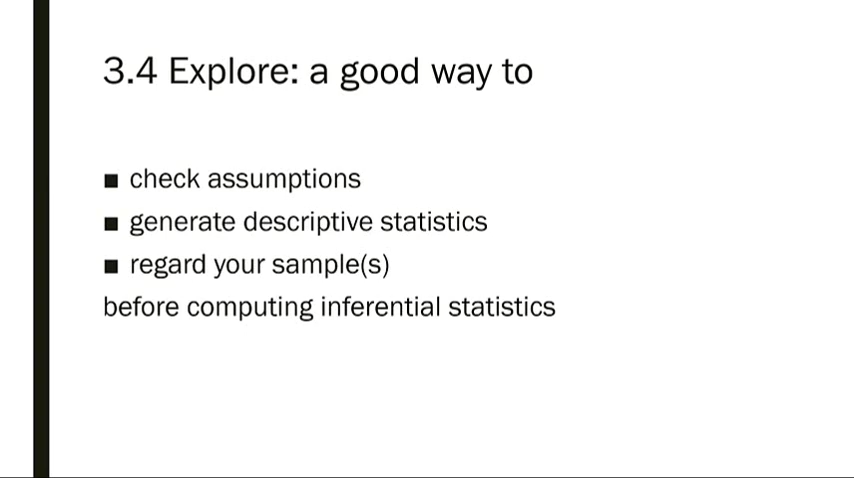 3.4 Explore: a good way to
■ check assumptions
■ generate descriptive statistics
■ regard your sample(s)
before computing inferential statistics